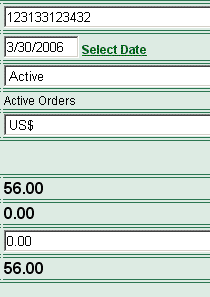 123133123432
3/30/2006 Select Date
Active
Active Orders
US$
56.00
0.00
0.00
56.00